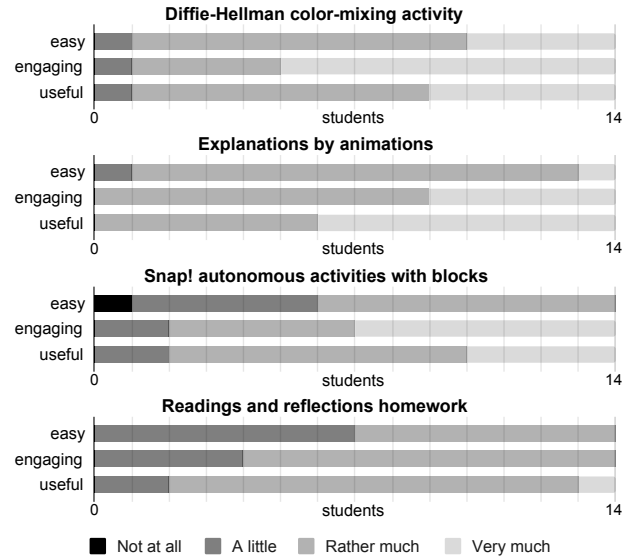 Diffie-Hellman color-mixing activity
easy
engaging
useful
0 students 14
Explanations by animations
easy
engaging
useful
0 students 14
Snap! autonomous activities with blocks
easy
engaging
useful
0 students 14
Readings and reflections homework
easy
engaging
useful
0 students 14
Not at all A little Rather much Very much